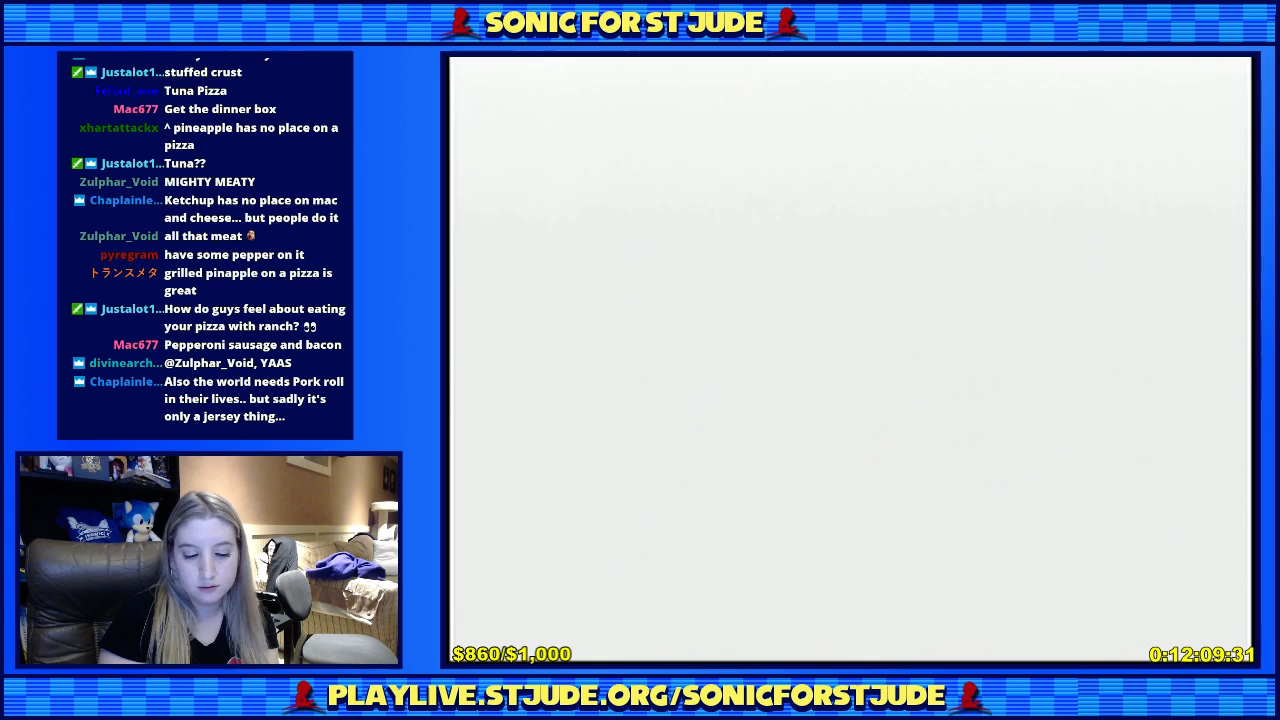 SONIC FOR ST JUDE
Justalot1... stuffed crust
Tuna Pizza
Mac677 Get the dinner box
xhartattackx ^ pineapple has no place on a
pizza
Justalot1... Tuna??
Zulphar_Void MIGHTY MEATY
Chaplainle... Ketchup has no place on mac
and cheese... but people do it
Zulphar_Void all that meat
pyregram have some pepper on it
トランスメタ grilled pinapple on a pizza is
great
Justalot1... How do guys feel about eating
your pizza with ranch? 👀
Mac677 Pepperoni sausage and bacon
divinearch... @Zulphar_Void, YAAS
Chaplainle... Also the world needs Pork roll
in their lives.. but sadly it's
only a jersey thing...
$860/$1,000
0:12:09:31
PLAYLIVE.STJUDE.ORG/SONICFORSTJUDE